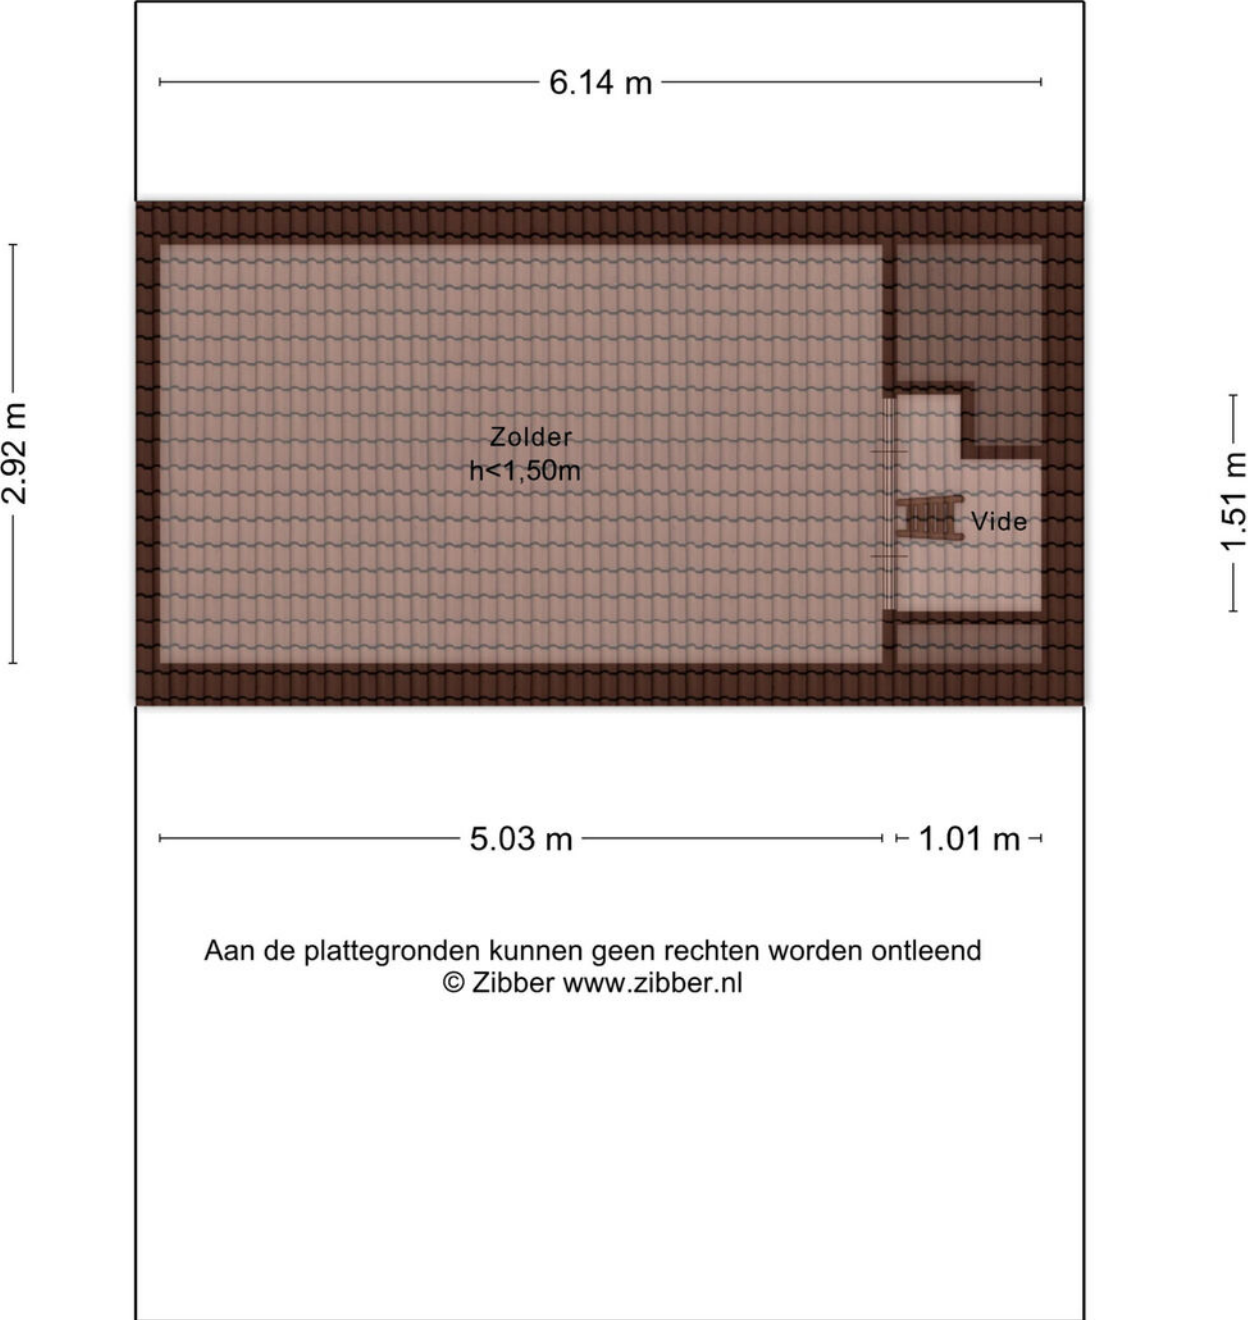 6.14 m
2.92 m
Zolder
h<1,50m
Vide
1.51 m
5.03 m
1.01 m
Aan de plattegronden kunnen geen rechten worden ontleend
© Zibber www.zibber.nl